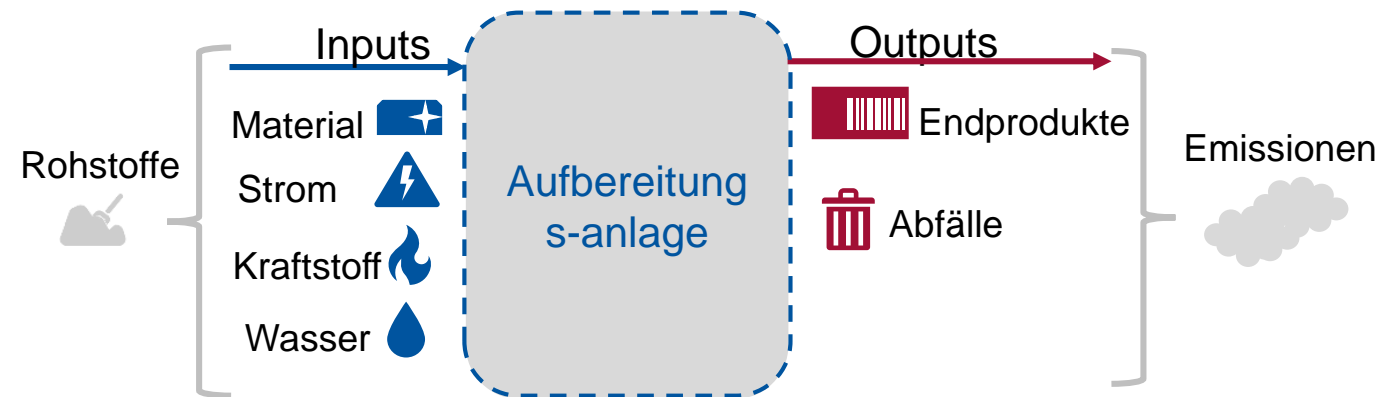 Rohstoffe
Inputs
Material
Strom
Kraftstoff
Wasser
Aufbereitung
s-anlage
Outputs
Endprodukte
Abfälle
Emissionen